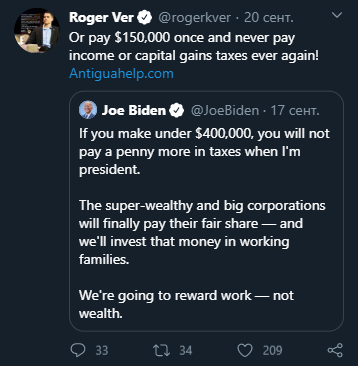 Roger Ver @rogerkver · 20 сент.
Or pay $150,000 once and never pay
income or capital gains taxes ever again!
Antiguahelp.com
Joe Biden @JoeBiden · 17 сент.
If you make under $400,000, you will not
pay a penny more in taxes when I'm
president.
The super-wealthy and big corporations
will finally pay their fair share — and
we'll invest that money in working
families.
We're going to reward work — not
wealth.
33 34 209